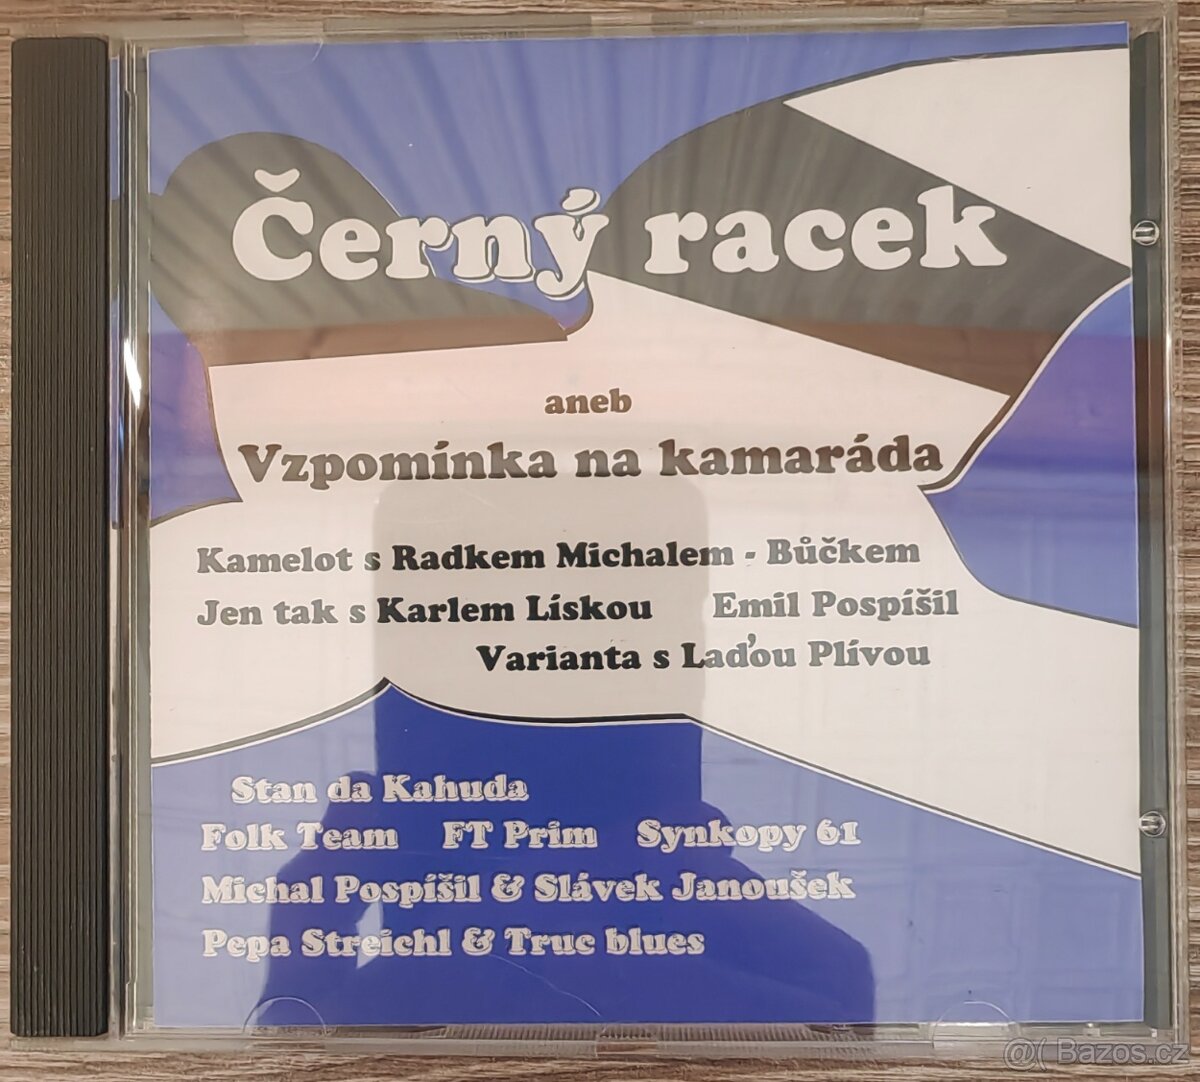 Černý racek
aneb
Vzpomínka na kamaráda
Kamelot s Radkem Michalem - Bůčkem
Jen tak s Karlem Lískou Emil Pospíšil
Varianta s Laďou Plívou
Stan da Kahuda
Folk Team FT Prim Synkopy 61
Michal Pospíšil & Slávek Janoušek
Pepa Streichl & Truc blues
@( Bazos.cz